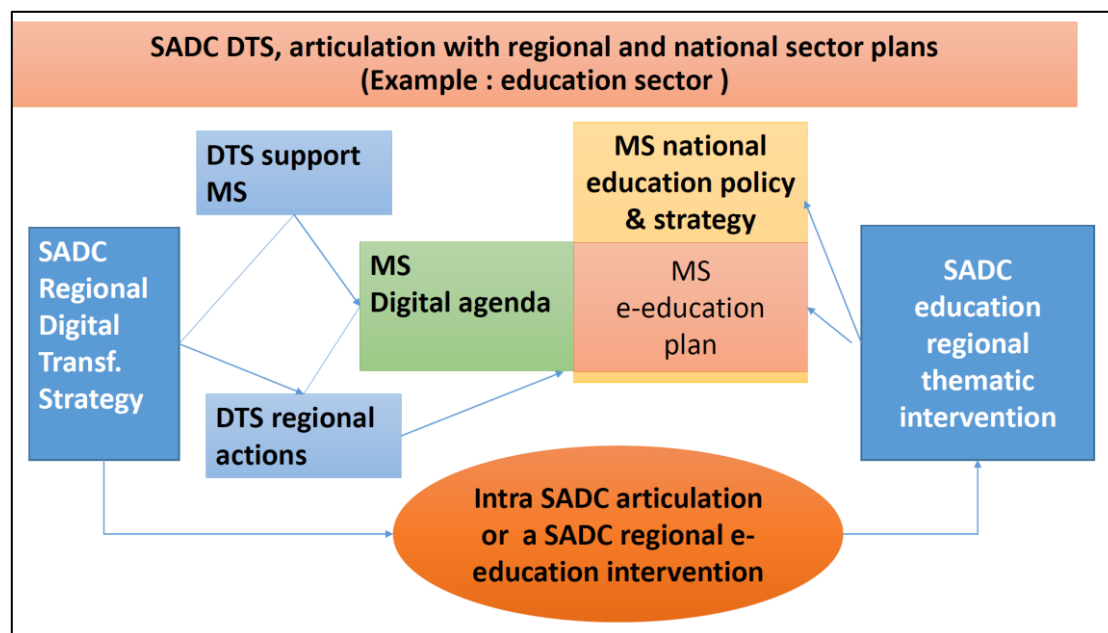 SADC DTS, articulation with regional and national sector plans
(Example : education sector )
DTS support
MS
MS national
education policy
& strategy
SADC
Regional
Digital
Transf.
Strategy
MS
Digital agenda
MS
e-education
plan
SADC
education
regional
thematic
intervention
DTS regional
actions
Intra SADC articulation
or  a SADC regional e-
education intervention